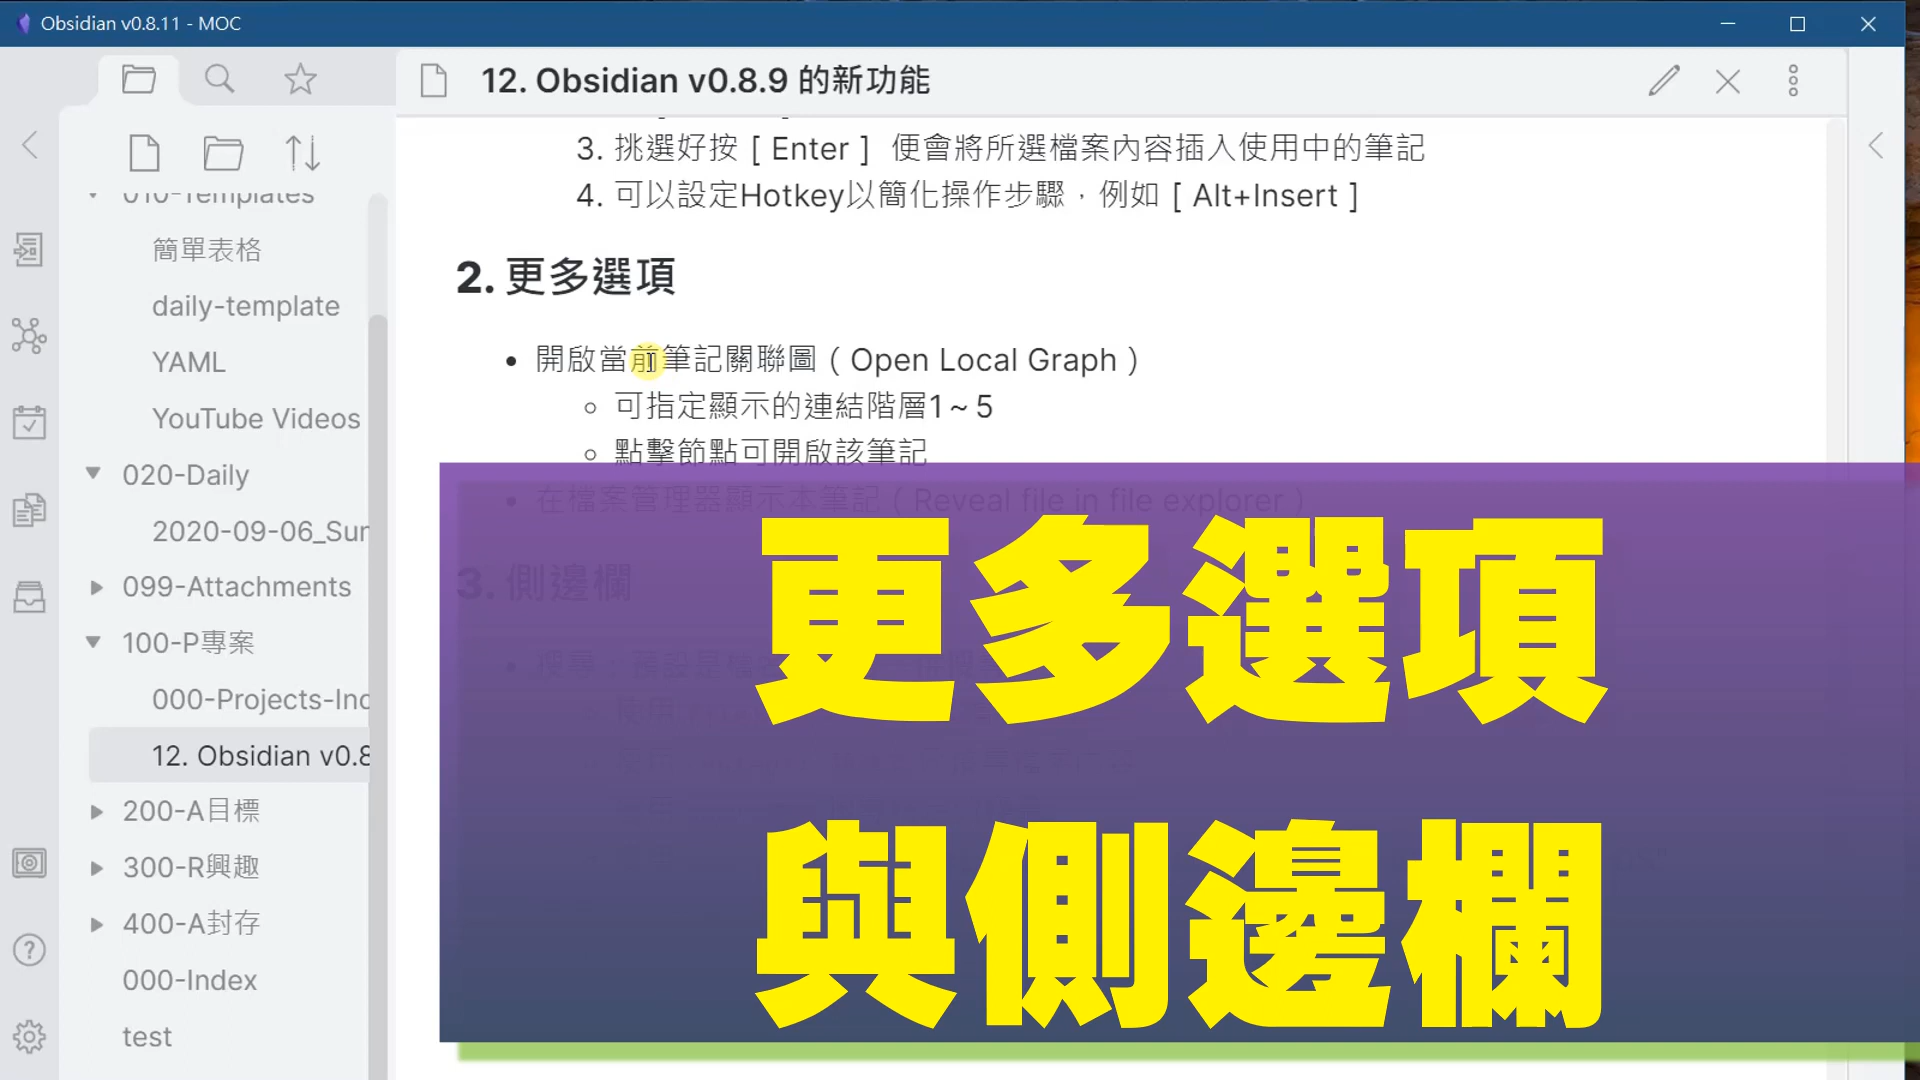 Obsidian v0.8.11 - MOC
12. Obsidian v0.8.9 的新功能
010-Templates
簡單表格
daily-template
YAML
YouTube Videos
020-Daily
2020-09-06_Sun
099-Attachments
100-P專案
000-Projects-Ind
12. Obsidian v0.8
200-A目標
300-R興趣
400-A封存
000-Index
test
3. 挑選好按 [ Enter ] 便會將所選檔案內容插入使用中的筆記
4. 可以設定Hotkey以簡化操作步驟，例如 [ Alt+Insert ]
2. 更多選項
• 開啟當前筆記關聯圖 ( Open Local Graph )
◦ 可指定顯示的連結階層1 ~ 5
◦ 點擊節點可開啟該筆記
• 在檔案管理器顯示本筆記 ( Reveal file in file explorer )
3. 側邊欄
更多選項
與側邊欄